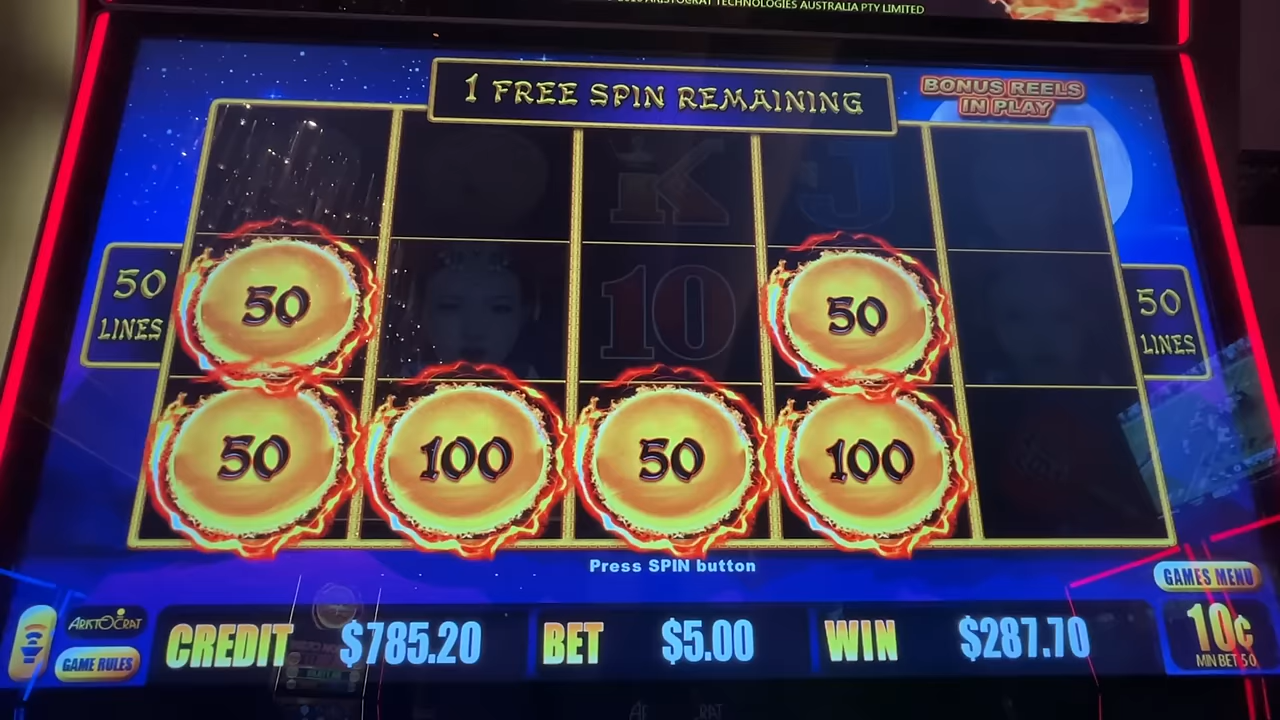 ARISTOCRAT TECHNOLOGIES AUSTRALIA PTY LIMITED
1 FREE SPIN REMAINING
BONUS REELS
IN PLAY
K
J
50
LINES
50
10
50
50
LINES
50
100
50
100
Press SPIN button
GAMES MENU
ARISTOCRAT
GAME RULES
CREDIT $785.20 BET $5.00 WIN $287.70
10¢
MIN BET 50